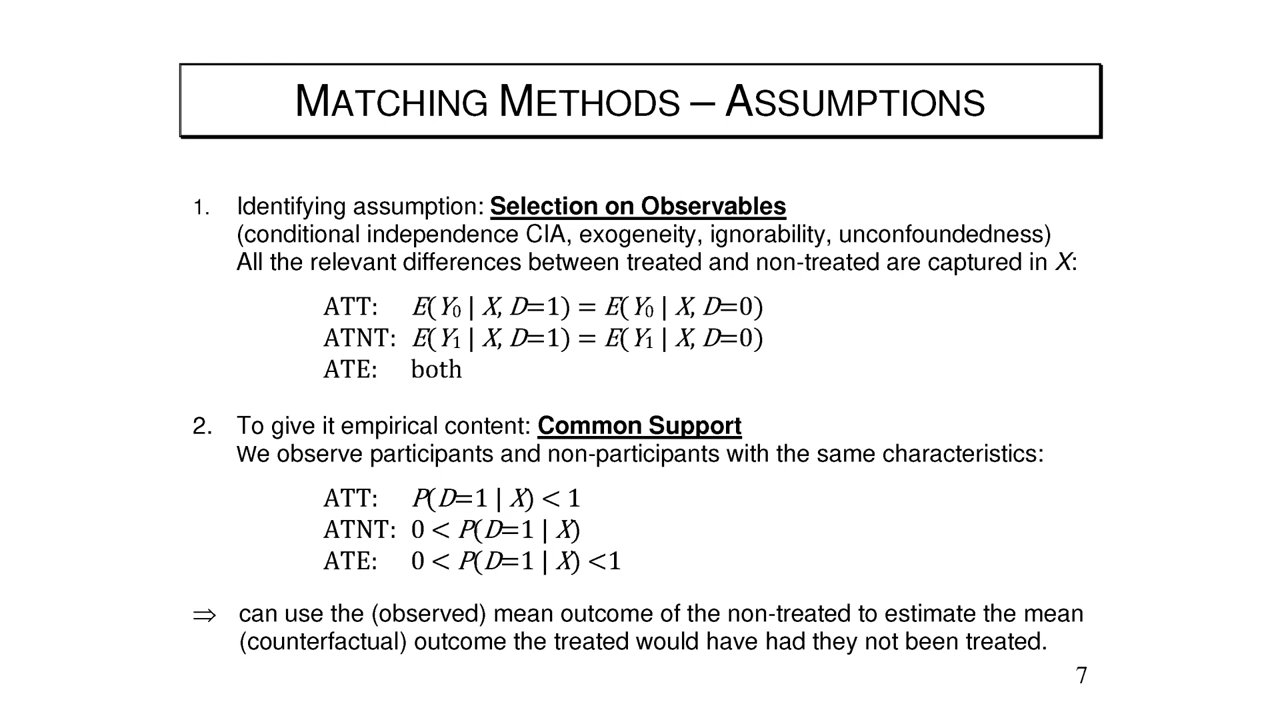 MATCHING METHODS – ASSUMPTIONS
1. Identifying assumption: Selection on Observables
(conditional independence CIA, exogeneity, ignorability, unconfoundedness)
All the relevant differences between treated and non-treated are captured in X:
ATT: E(Y0 | X, D=1) = E(Y0 | X, D=0)
ATNT: E(Y1 | X, D=1) = E(Y1 | X, D=0)
ATE: both
2. To give it empirical content: Common Support
We observe participants and non-participants with the same characteristics:
ATT: P(D=1 | X) < 1
ATNT: 0 < P(D=1 | X)
ATE: 0 < P(D=1 | X) <1
⇒ can use the (observed) mean outcome of the non-treated to estimate the mean
(counterfactual) outcome the treated would have had they not been treated.
7